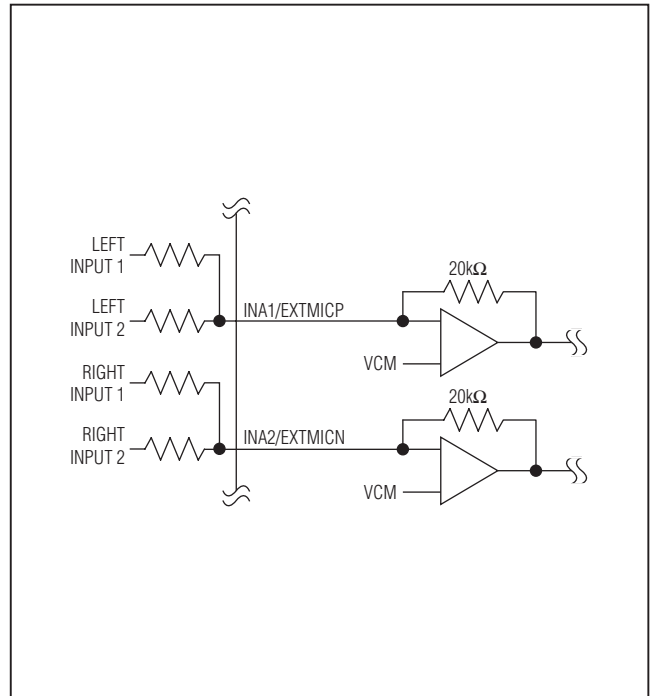 LEFT
INPUT 1
LEFT
INPUT 2
INA1/EXTMICP
20kΩ
VCM
RIGHT
INPUT 1
RIGHT
INPUT 2
INA2/EXTMICN
20kΩ
VCM